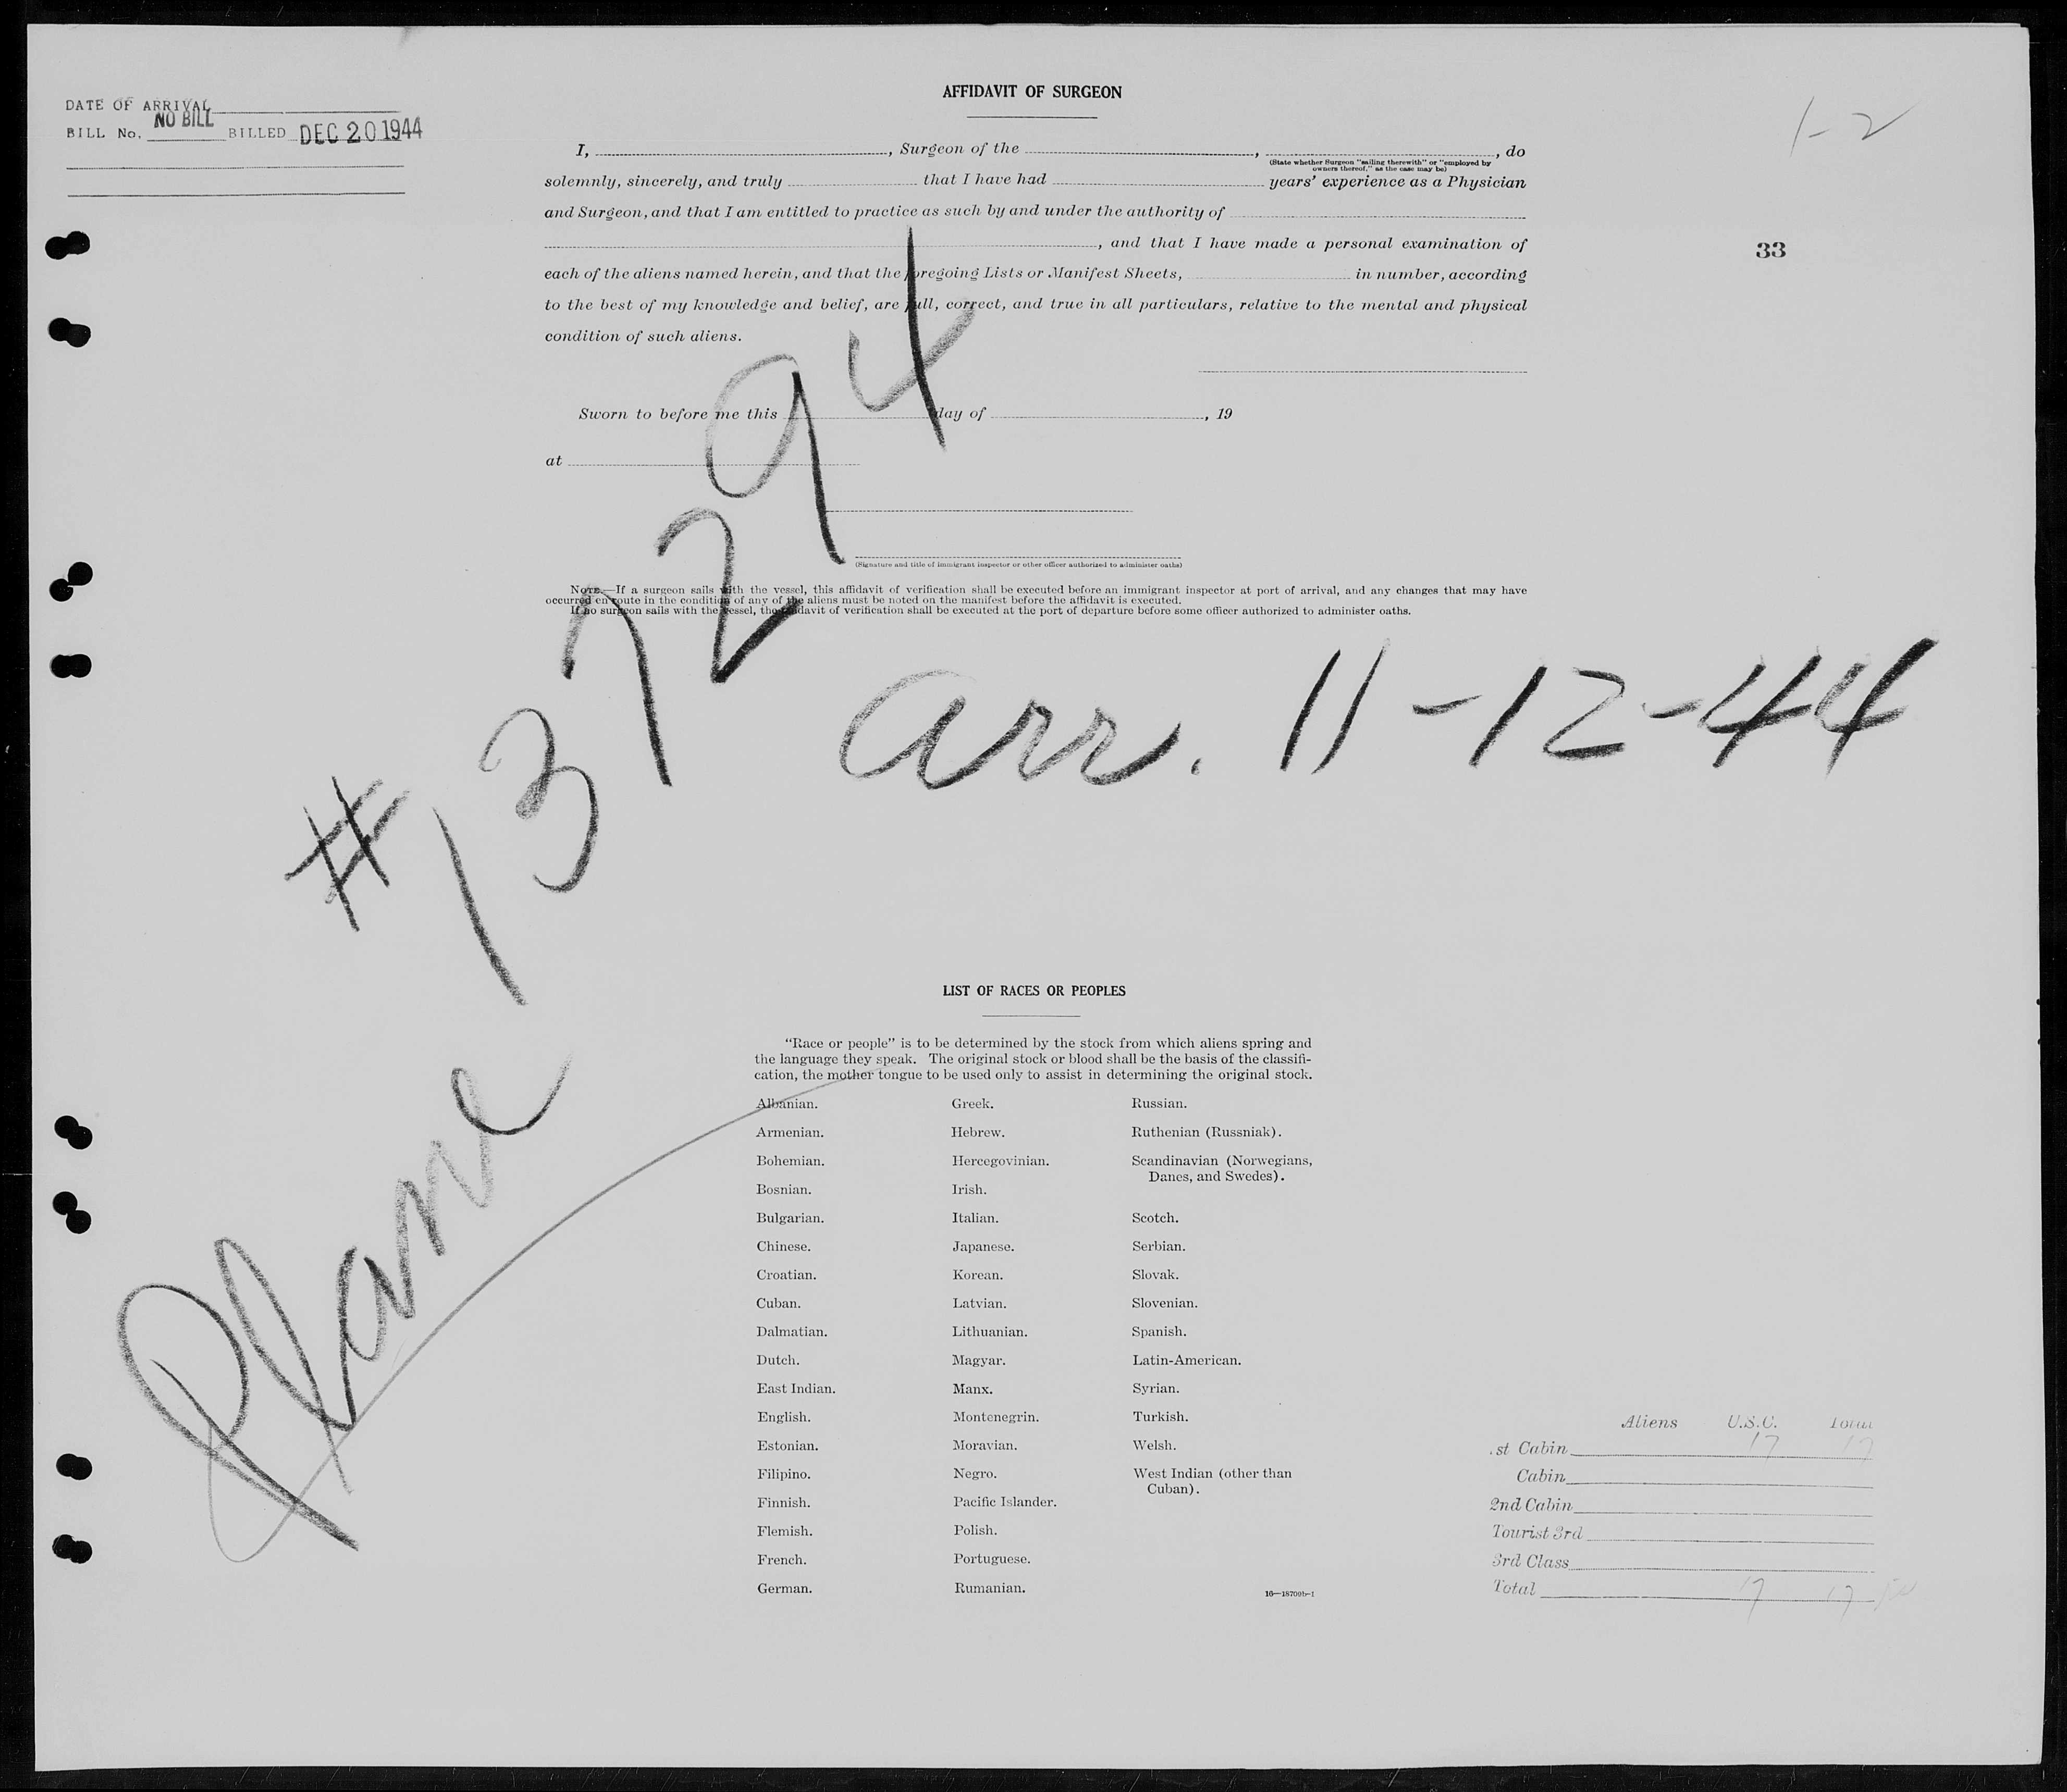 DATE OF ARRIVAL
NO BILL
BILL No. BILLED DEC 20 1944
AFFIDAVIT OF SURGEON
1-2
I, , Surgeon of the , , do
(State whether Surgeon "sailing therewith" or "employed by
owners thereof," as the case may be)
solemnly, sincerely, and truly that I have had years' experience as a Physician
and Surgeon, and that I am entitled to practice as such by and under the authority of
, and that I have made a personal examination of
33
each of the aliens named herein, and that the foregoing Lists or Manifest Sheets, in number, according
to the best of my knowledge and belief, are full, correct, and true in all particulars, relative to the mental and physical
condition of such aliens.
Sworn to before me this day of , 19
at
(Signature and title of immigrant inspector or other officer authorized to administer oaths)
NOTE.—If a surgeon sails with the vessel, this affidavit of verification shall be executed before an immigrant inspector at port of arrival, and any changes that may have
occurred en route in the condition of any of the aliens must be noted on the manifest before the affidavit is executed.
If no surgeon sails with the vessel, the affidavit of verification shall be executed at the port of departure before some officer authorized to administer oaths.
Plane #137294
arr. 11-12-44
LIST OF RACES OR PEOPLES
"Race or people" is to be determined by the stock from which aliens spring and
the language they speak. The original stock or blood shall be the basis of the classifi-
cation, the mother tongue to be used only to assist in determining the original stock.
Albanian.
Armenian.
Bohemian.
Bosnian.
Bulgarian.
Chinese.
Croatian.
Cuban.
Dalmatian.
Dutch.
East Indian.
English.
Estonian.
Filipino.
Finnish.
Flemish.
French.
German.
Greek.
Hebrew.
Hercegovinian.
Irish.
Italian.
Japanese.
Korean.
Latvian.
Lithuanian.
Magyar.
Manx.
Montenegrin.
Moravian.
Negro.
Pacific Islander.
Polish.
Portuguese.
Rumanian.
Russian.
Ruthenian (Russniak).
Scandinavian (Norwegians,
Danes, and Swedes).
Scotch.
Serbian.
Slovak.
Slovenian.
Spanish.
Latin-American.
Syrian.
Turkish.
Welsh.
West Indian (other than
Cuban).
16—18709b-1
Aliens U.S.C. Total
st Cabin 17 17
Cabin
2nd Cabin
Tourist 3rd
3rd Class
Total 17 17